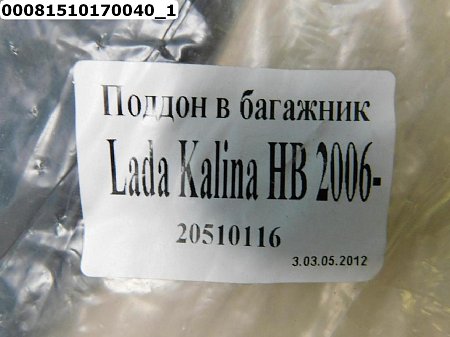 00081510170040_1
Поддон в багажник
Lada Kalina HB 2006-
20510116
3.03.05.2012